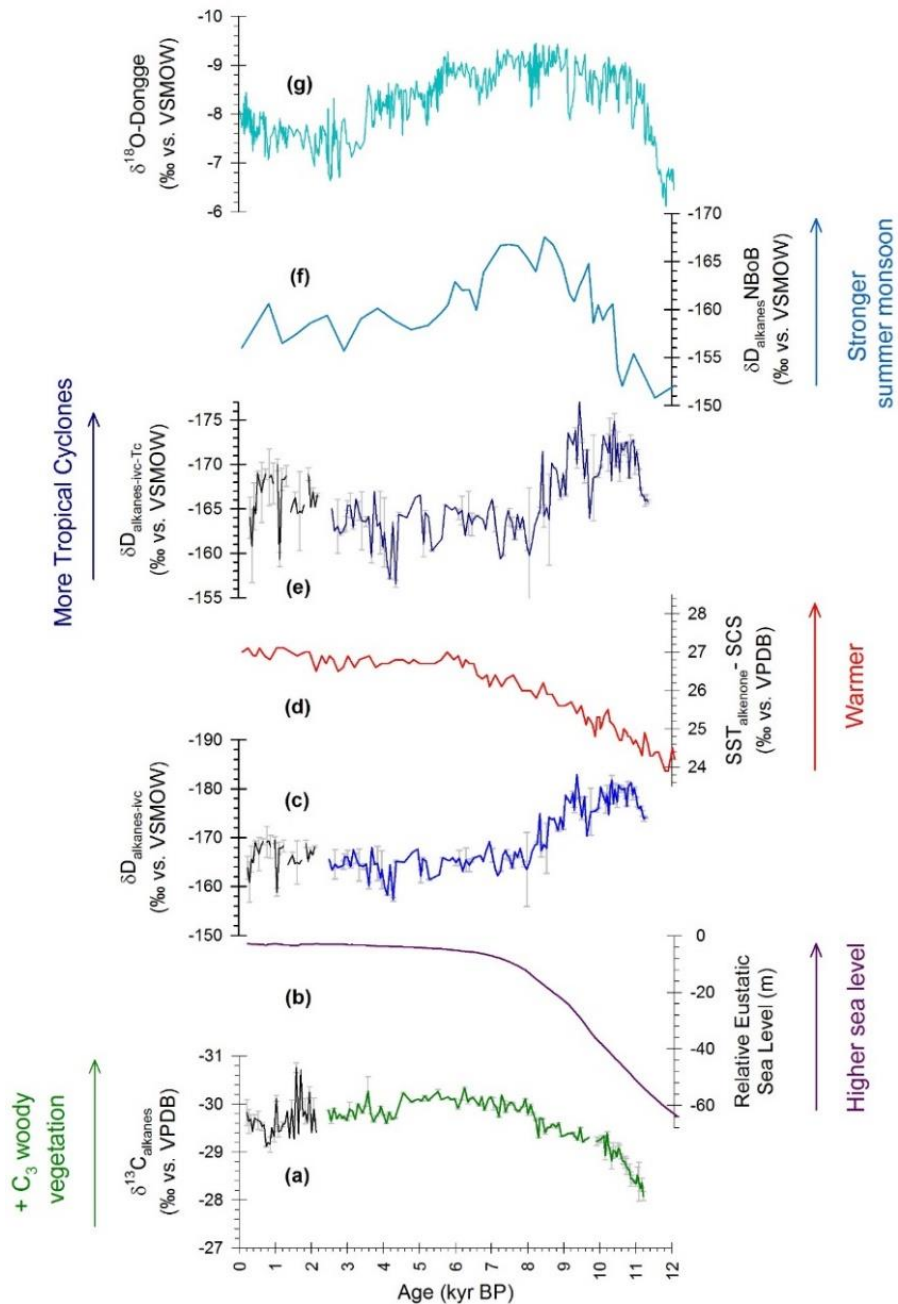 -10
-9
-8
-7
-6
δ18O-Dongge
(‰ vs. VSMOW)
(g)
-170
-165
-160
-155
-150
δDalkanesNBoB
(‰ vs. VSMOW)
(f)
Stronger
summer monsoon
More Tropical Cyclones
-175
-170
-165
-160
-155
δDalkanes-ivc-Tc
(‰ vs. VSMOW)
(e)
28
27
26
25
24
SSTalkenone- SCS
(‰ vs. VPDB)
(d)
Warmer
-190
-180
-170
-160
-150
δDalkanes-ivc
(‰ vs. VSMOW)
(c)
0
-20
-40
-60
Relative Eustatic
Sea Level (m)
(b)
Higher sea level
+ C3 woody
vegetation
-31
-30
-29
-28
-27
δ13Calkanes
(‰ vs. VPDB)
(a)
0 1 2 3 4 5 6 7 8 9 10 11 12
Age (kyr BP)